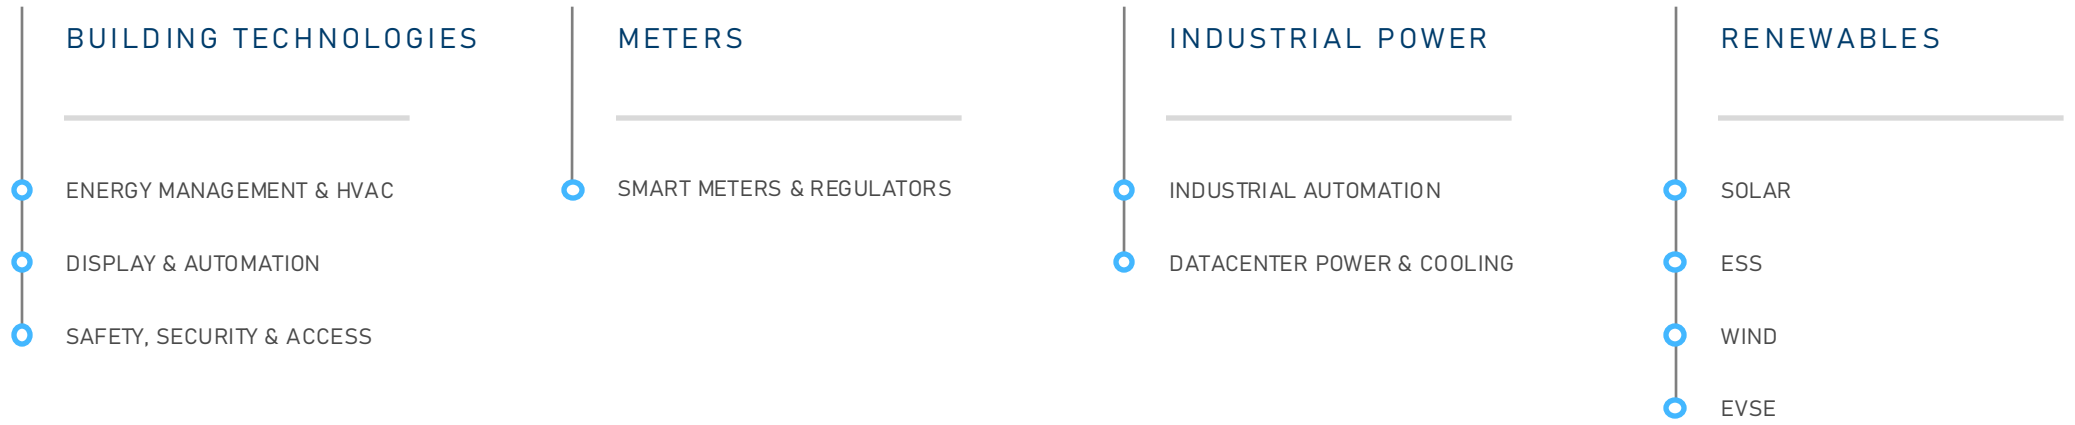 BUILDING TECHNOLOGIES
ENERGY MANAGEMENT & HVAC
DISPLAY & AUTOMATION
SAFETY, SECURITY & ACCESS
METERS
SMART METERS & REGULATORS
INDUSTRIAL POWER
INDUSTRIAL AUTOMATION
DATACENTER POWER & COOLING
RENEWABLES
SOLAR
ESS
WIND
EVSE